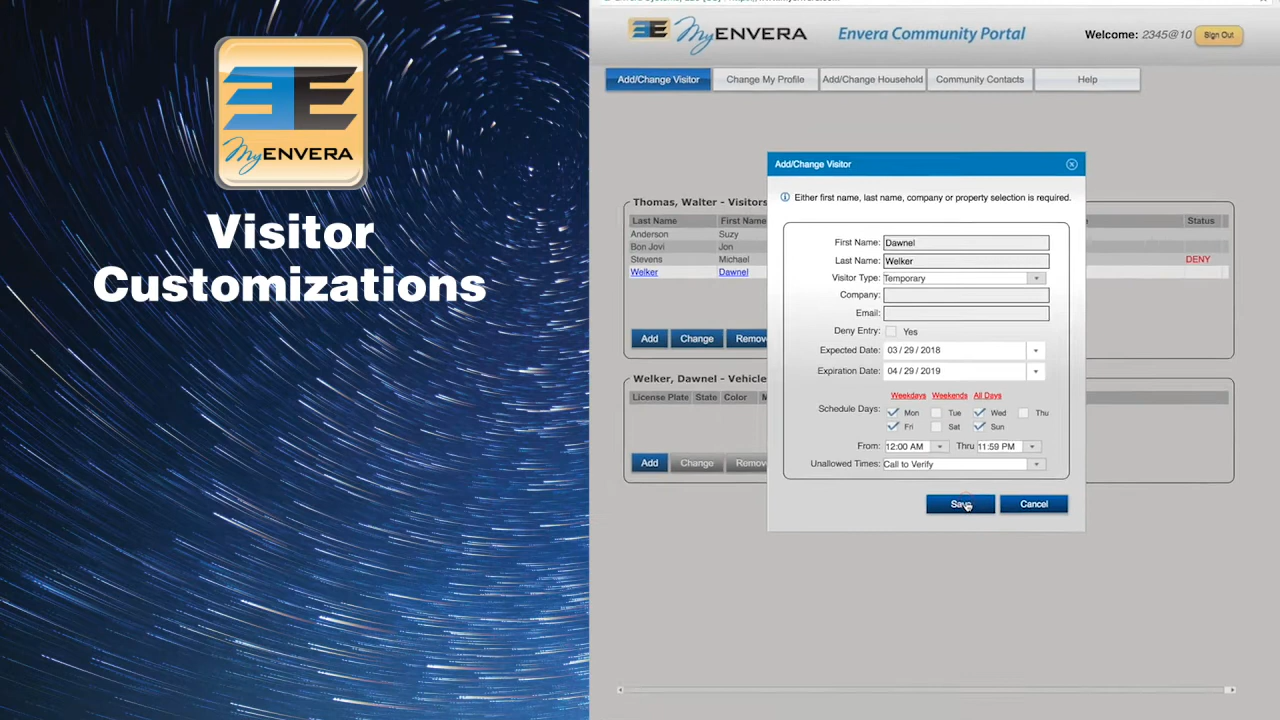 MyENVERA
Visitor
Customizations
MyENVERA
Envera Community Portal
Welcome: 2345@10
Sign Out
Add/Change Visitor
Change My Profile
Add/Change Household
Community Contacts
Help
Thomas, Walter - Visitors
Last Name First Name Status
Anderson Suzy
Bon Jovi Jon
Stevens Michael DENY
Welker Dawnel
Add Change Remov
Welker, Dawnel - Vehicle
License Plate State Color M
Add Change Remov
Add/Change Visitor
Either first name, last name, company or property selection is required.
First Name: Dawnel
Last Name: Welker
Visitor Type: Temporary
Company:
Email:
Deny Entry: Yes
Expected Date: 03 / 29 / 2018
Expiration Date: 04 / 29 / 2019
Weekdays Weekends All Days
Schedule Days: Mon Tue Wed Thu
Fri Sat Sun
From: 12:00 AM Thru 11:59 PM
Unallowed Times: Call to Verify
Save Cancel